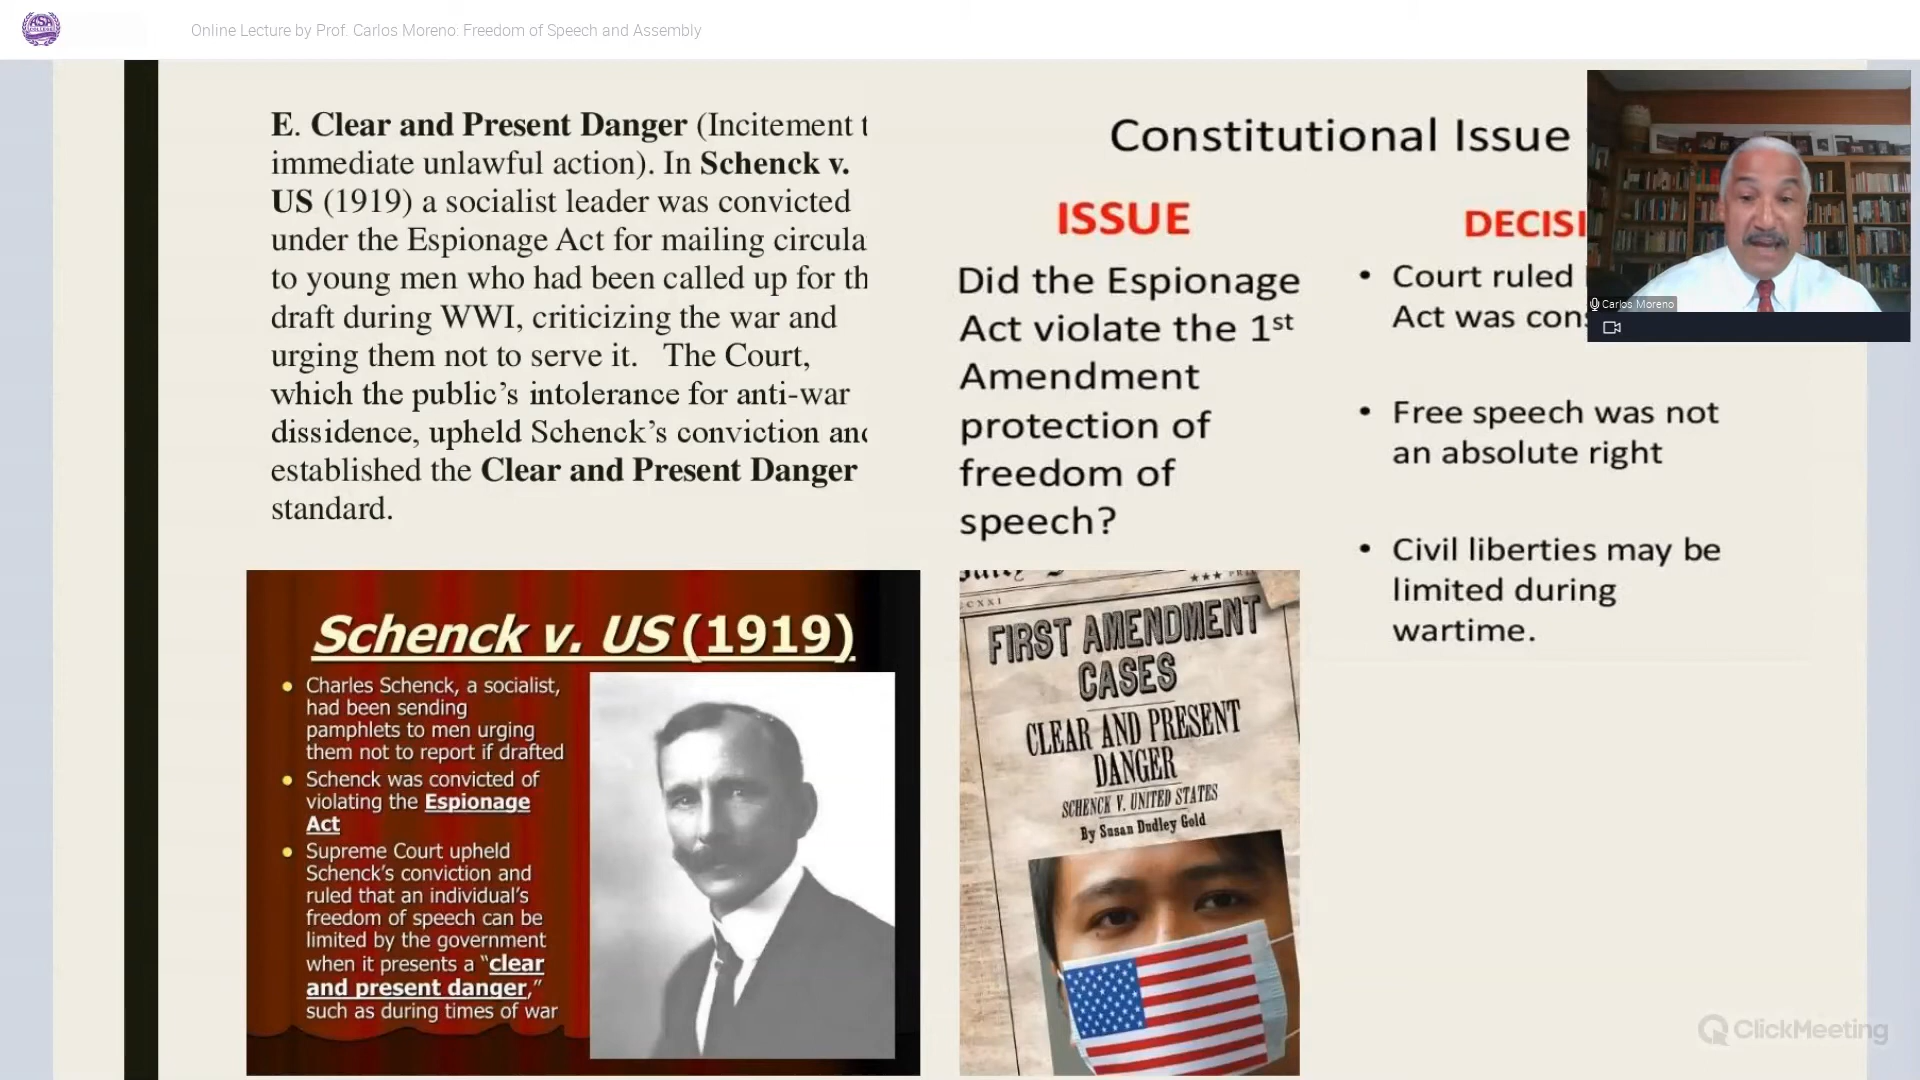 ASA
Online Lecture by Prof. Carlos Moreno: Freedom of Speech and Assembly
E. Clear and Present Danger (Incitement t
immediate unlawful action). In Schenck v.
US (1919) a socialist leader was convicted
under the Espionage Act for mailing circula
to young men who had been called up for th
draft during WWI, criticizing the war and
urging them not to serve it. The Court,
which the public’s intolerance for anti-war
dissidence, upheld Schenck’s conviction and
established the Clear and Present Danger
standard.
Constitutional Issue
ISSUE
Did the Espionage
Act violate the 1st
Amendment
protection of
freedom of
speech?
DECISI
• Court ruled
Act was cons
• Free speech was not
an absolute right
• Civil liberties may be
limited during
wartime.
Carlos Moreno
Schenck v. US (1919)
• Charles Schenck, a socialist,
had been sending
pamphlets to men urging
them not to report if drafted
• Schenck was convicted of
violating the Espionage
Act
• Supreme Court upheld
Schenck’s conviction and
ruled that an individual’s
freedom of speech can be
limited by the government
when it presents a “clear
and present danger,”
such as during times of war
CXXI
FIRST AMENDMENT
CASES
CLEAR AND PRESENT
DANGER
SCHENCK V. UNITED STATES
By Susan Dudley Gold
ClickMeeting